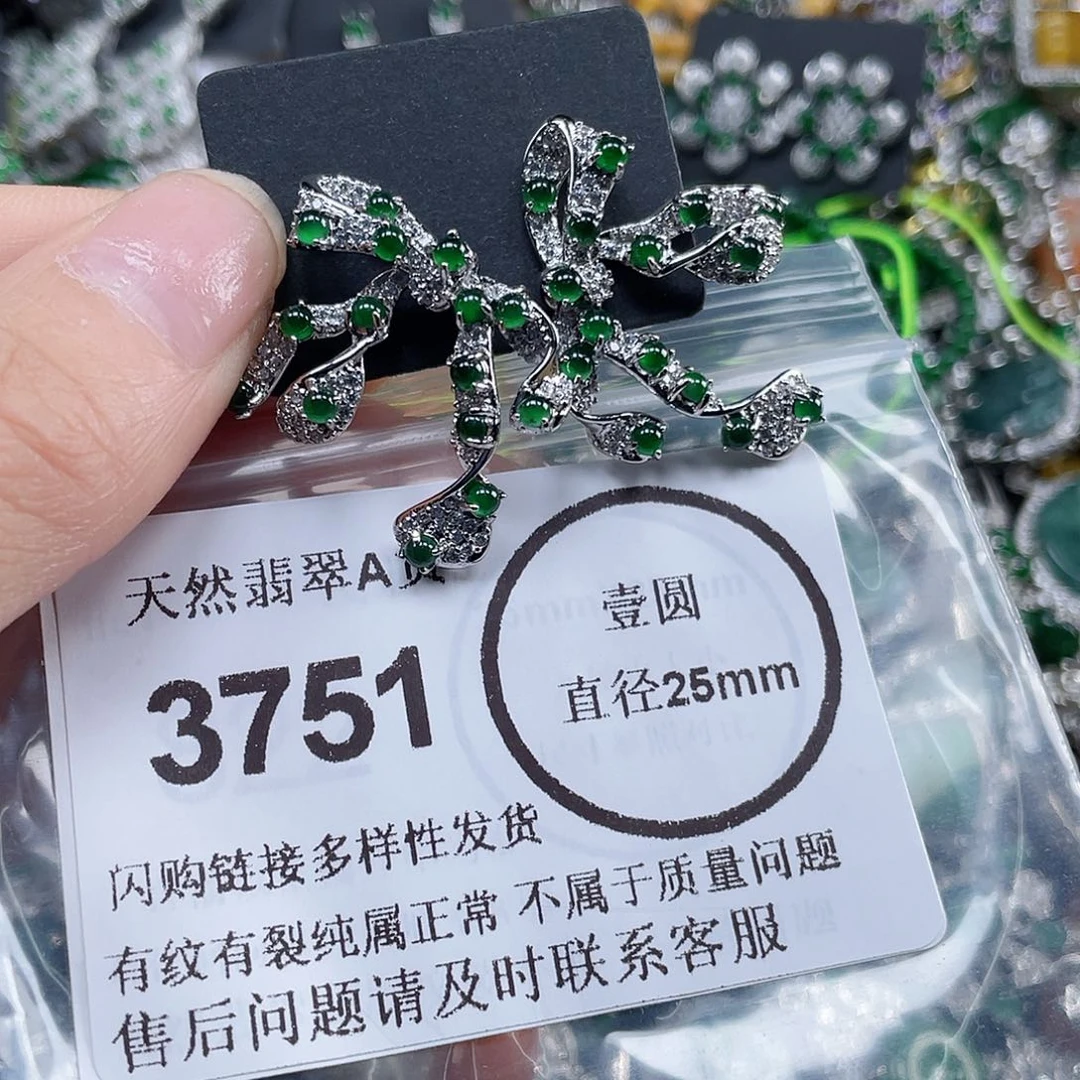 天然翡翠A货
壹圆
直径25mm
3751
闪购链接多样性发货
有纹有裂纯属正常 不属于质量问题
售后问题请及时联系客服